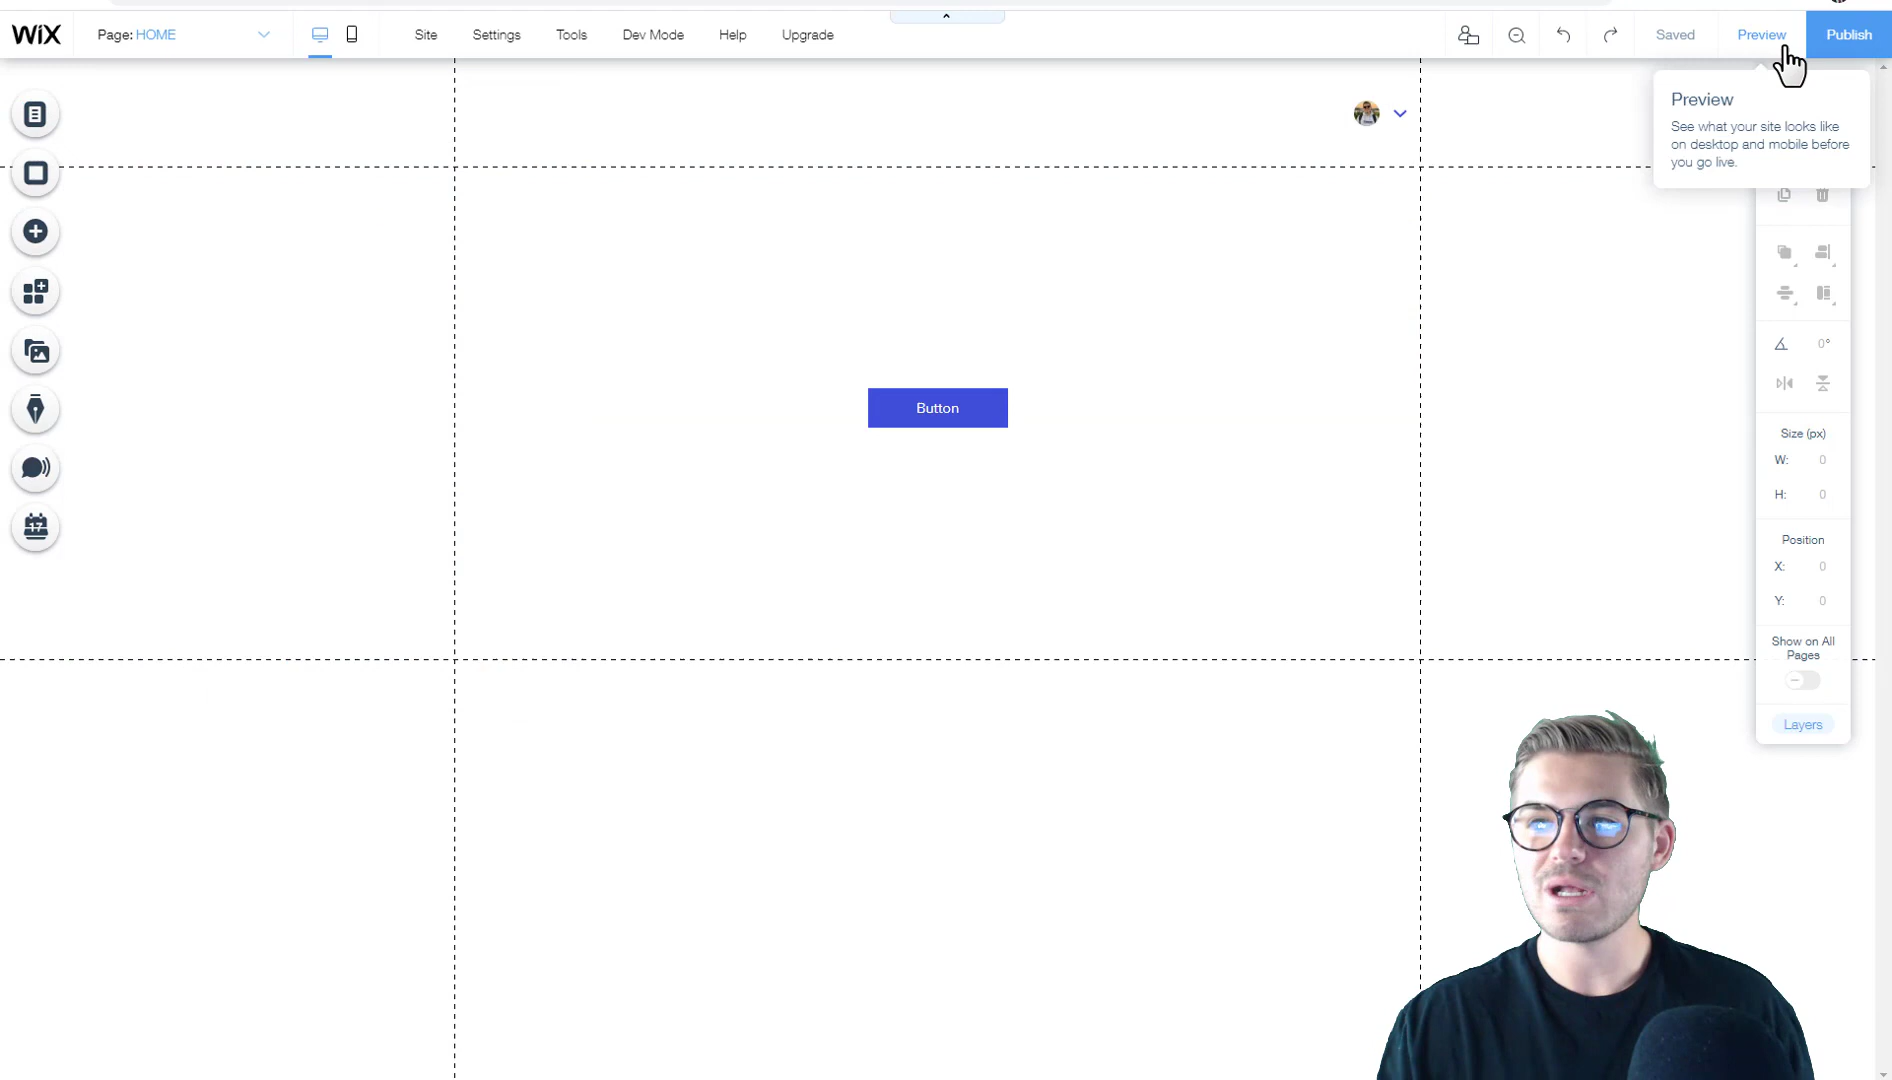 WiX
Page: HOME
Site
Settings
Tools
Dev Mode
Help
Upgrade
Saved
Preview
Publish
Preview
See what your site looks like
on desktop and mobile before
you go live.
0°
Button
Size (px)
W: 0
H: 0
17
Position
X: 0
Y: 0
Show on All
Pages
Layers